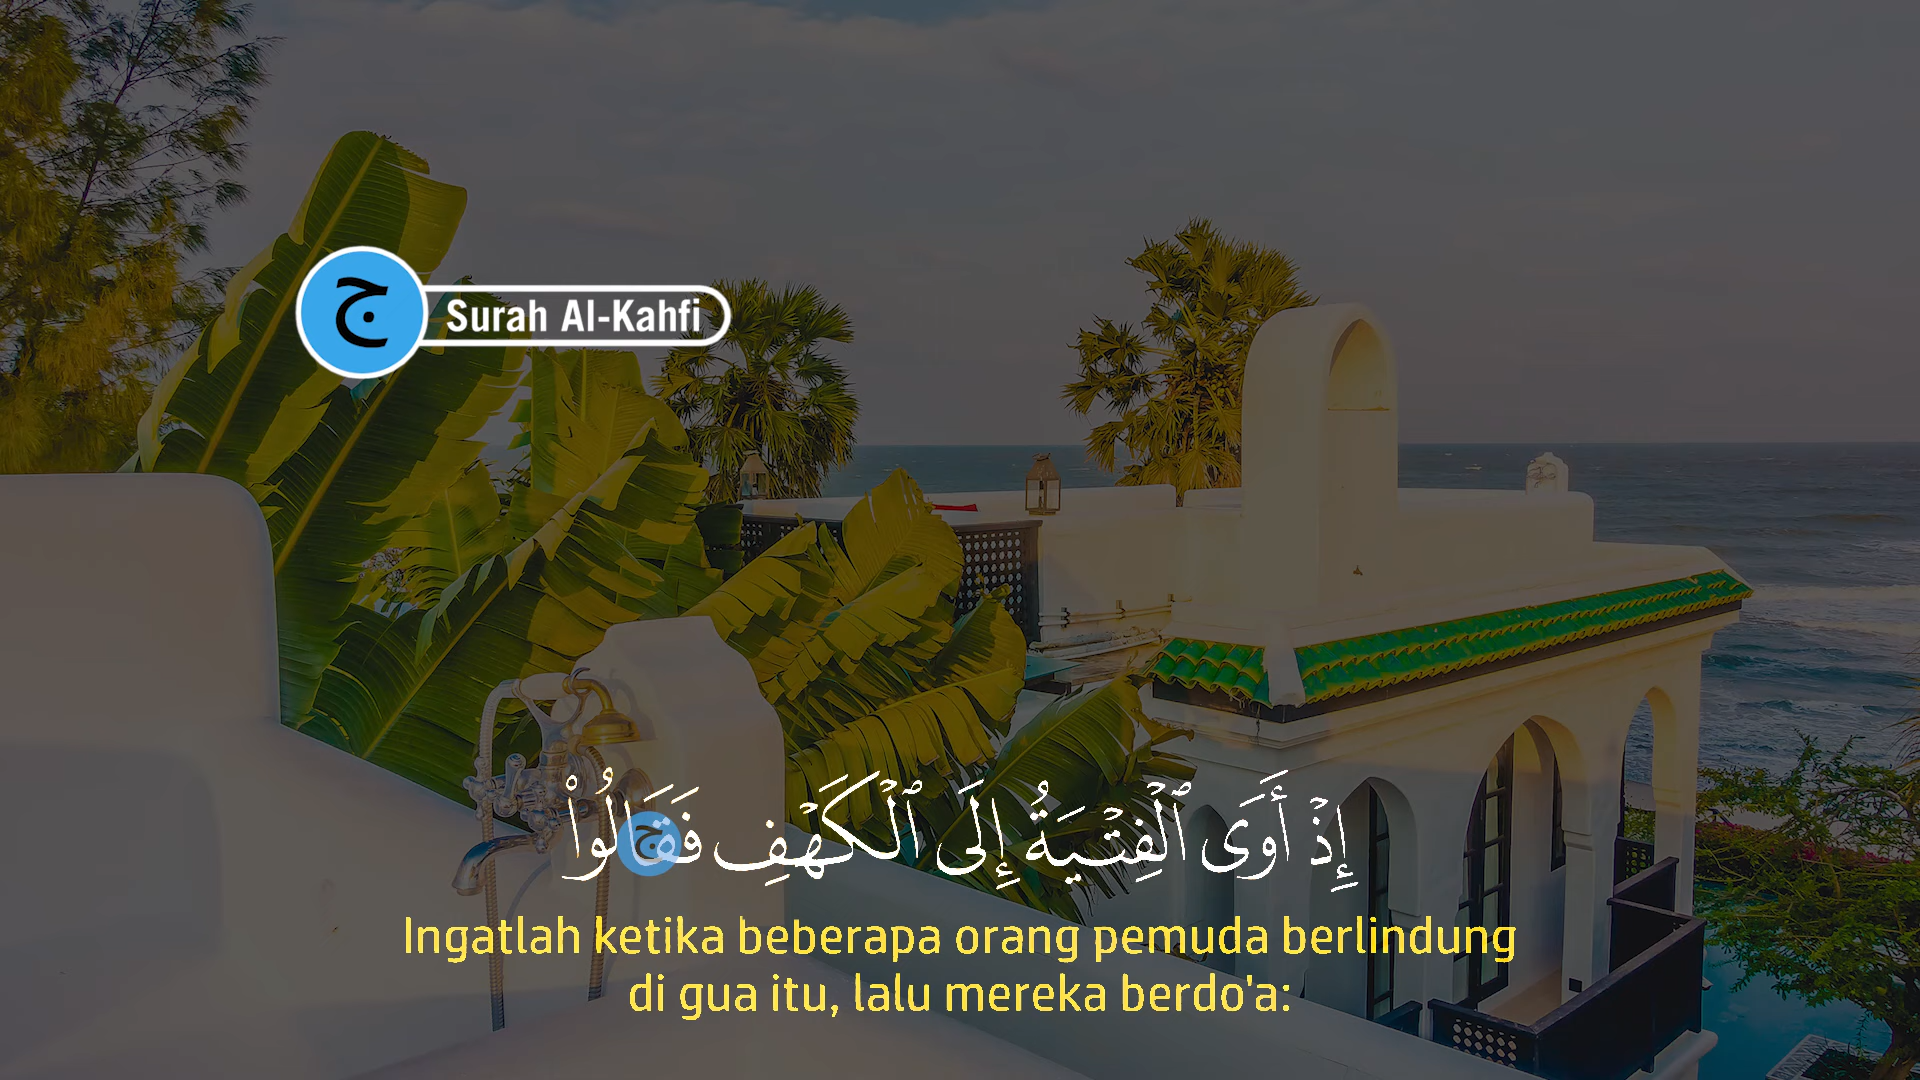 ج
Surah Al-Kahfi
إِذْ أَوَى ٱلْفِتْيَةُ إِلَى ٱلْكَهْفِ فَقَالُوا۟
ج
Ingatlah ketika beberapa orang pemuda berlindung
di gua itu, lalu mereka berdo'a: